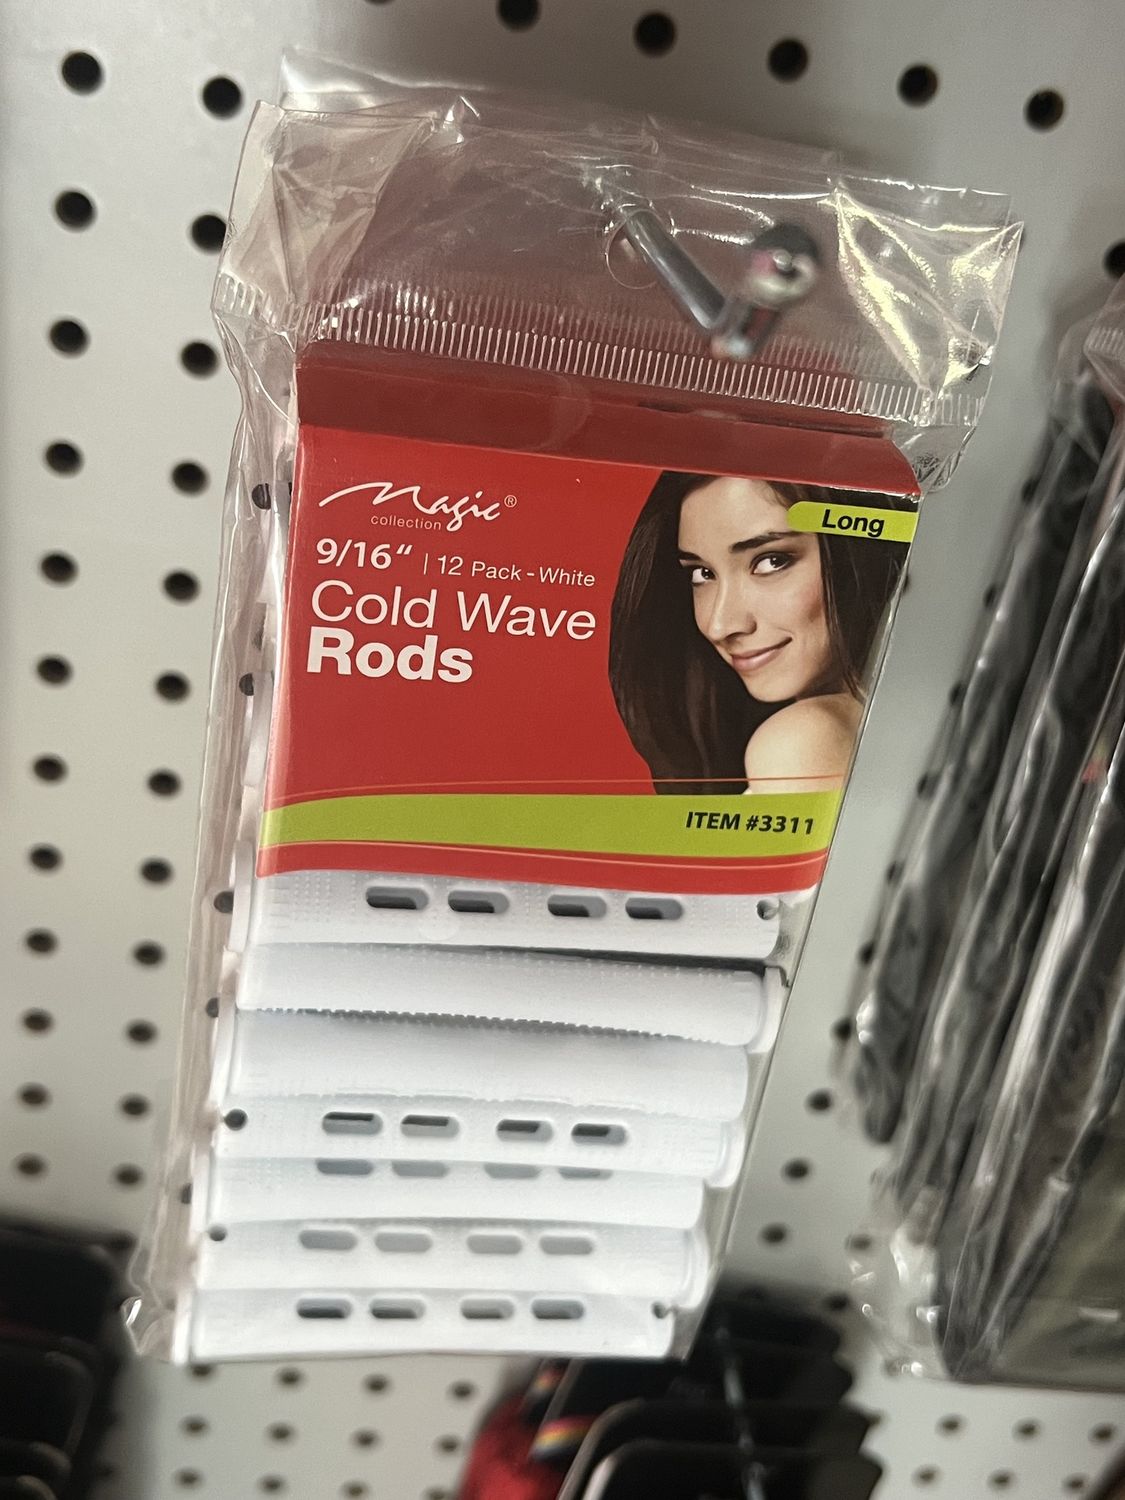 Magic®
collection
Long
9/16“ | 12 Pack - White
Cold Wave
Rods
ITEM #3311